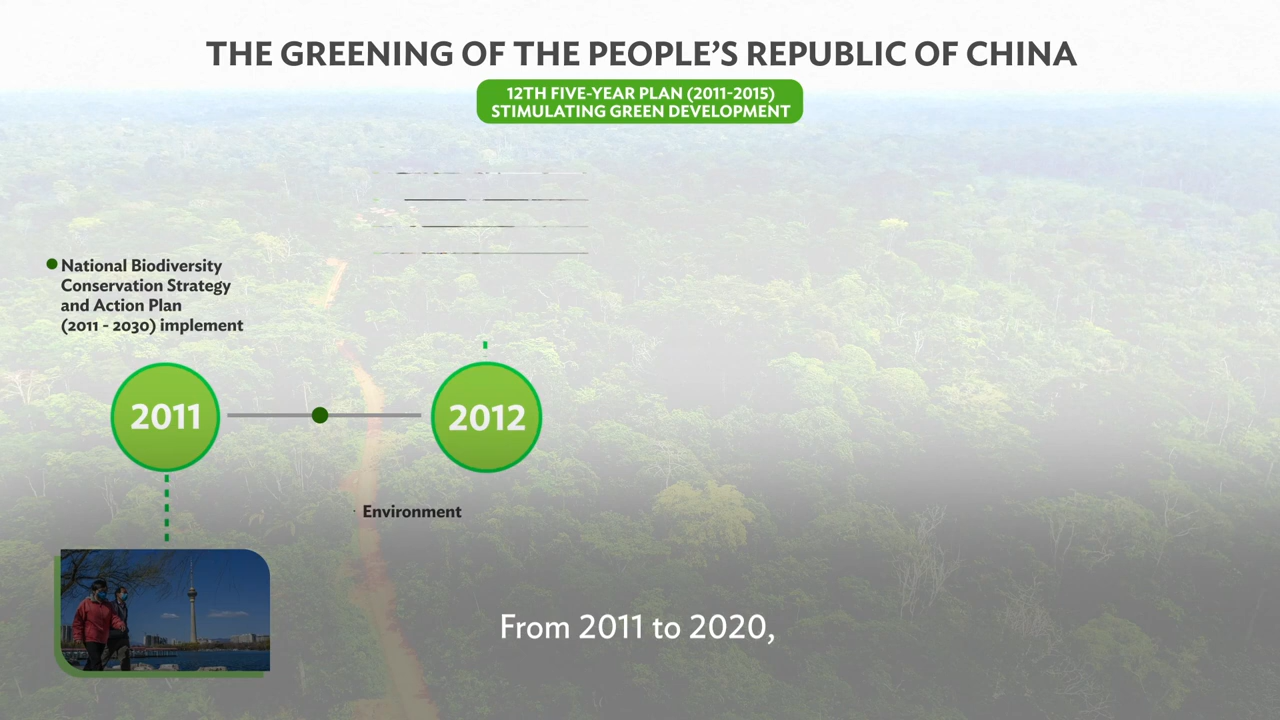 THE GREENING OF THE PEOPLE’S REPUBLIC OF CHINA
12TH FIVE-YEAR PLAN (2011-2015)
STIMULATING GREEN DEVELOPMENT
National Biodiversity
Conservation Strategy
and Action Plan
(2011 - 2030) implement
2011
2012
Environment
From 2011 to 2020,